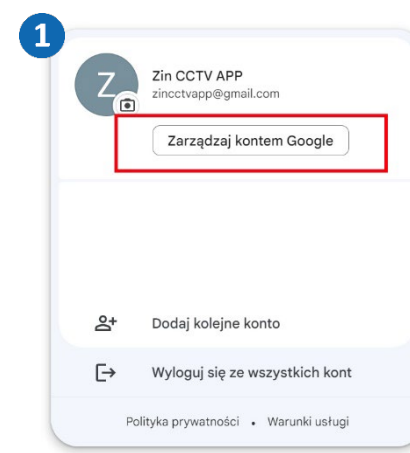 1
Z
Zin CCTV APP
zincctvapp@gmail.com
Zarządzaj kontem Google
Dodaj kolejne konto
Wyloguj się ze wszystkich kont
Polityka prywatności • Warunki usługi